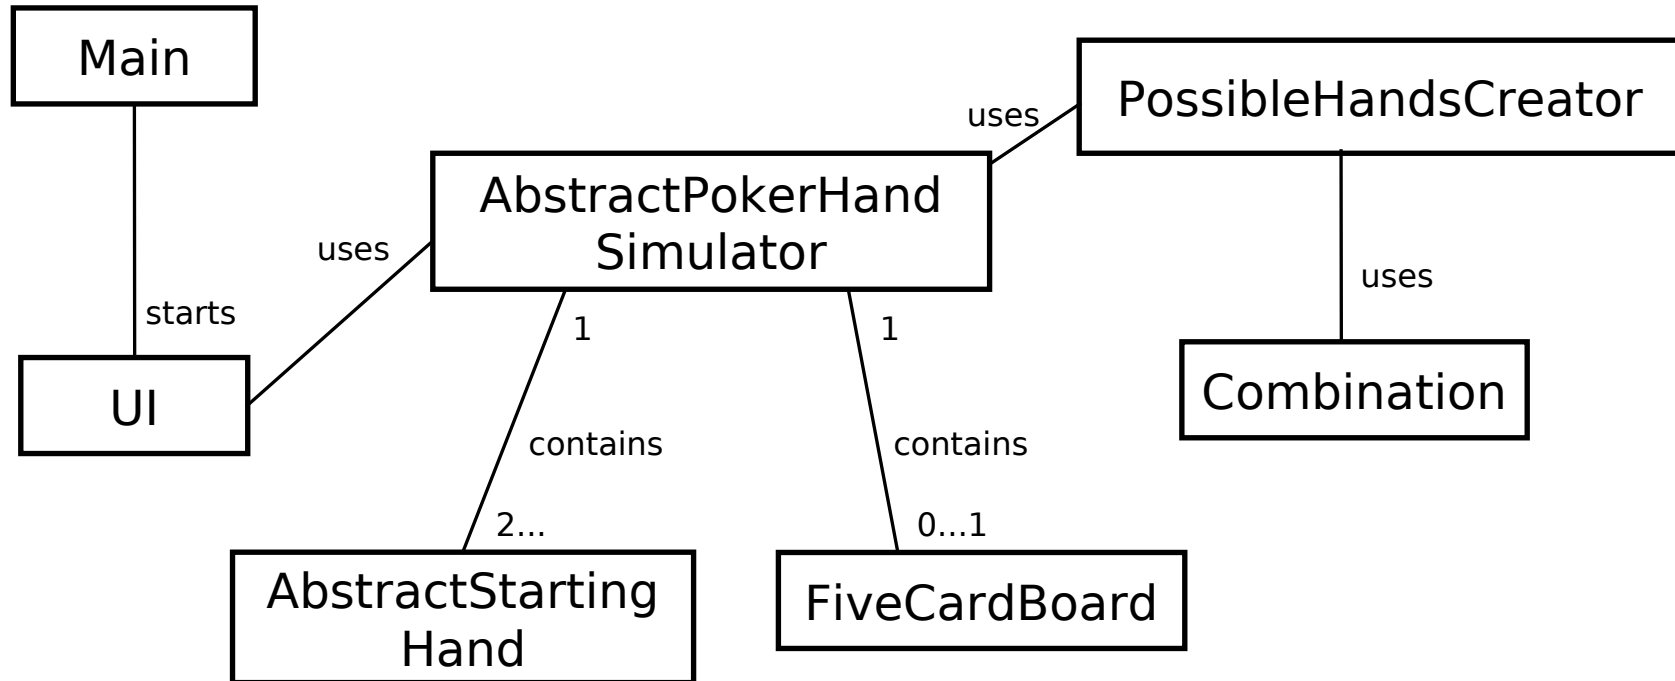 Main
PossibleHandsCreator
uses
AbstractPokerHand
Simulator
uses
uses
starts
1
1
UI
Combination
contains
contains
2...
0...1
AbstractStarting
Hand
FiveCardBoard